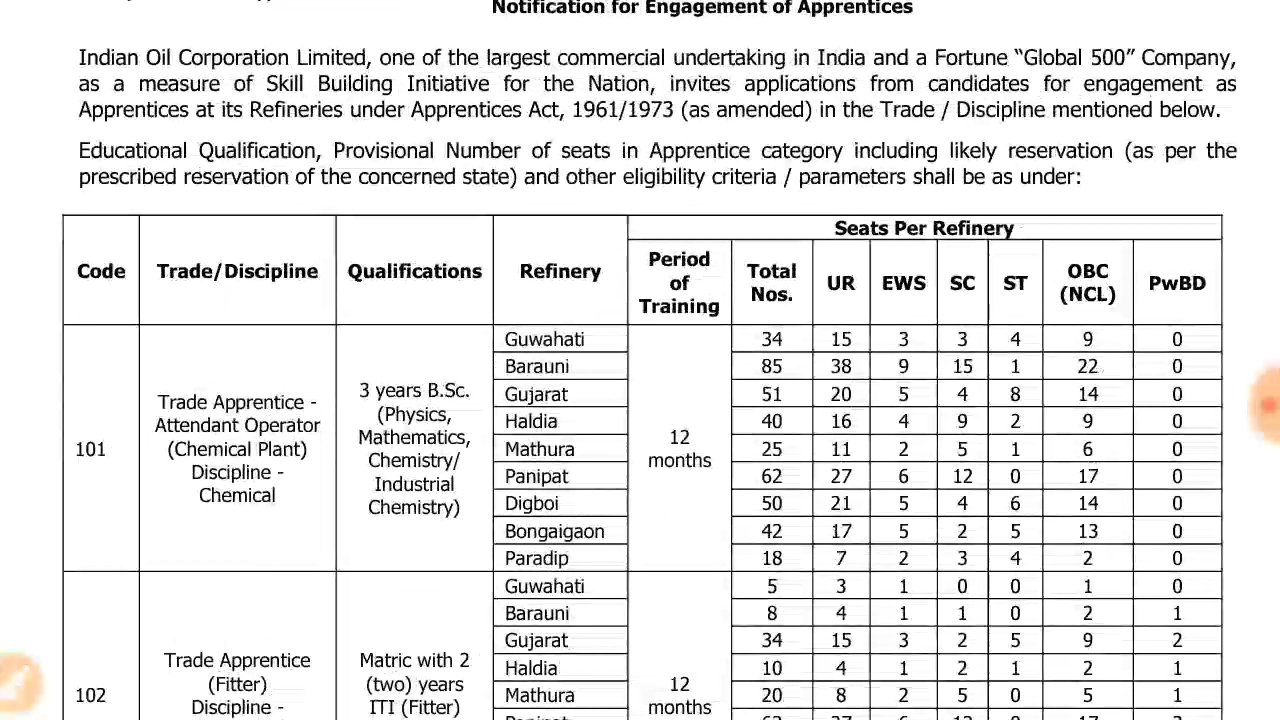 Notification for Engagement of Apprentices
Indian Oil Corporation Limited, one of the largest commercial undertaking in India and a Fortune “Global 500” Company,
as a measure of Skill Building Initiative for the Nation, invites applications from candidates for engagement as
Apprentices at its Refineries under Apprentices Act, 1961/1973 (as amended) in the Trade / Discipline mentioned below.
Educational Qualification, Provisional Number of seats in Apprentice category including likely reservation (as per the
prescribed reservation of the concerned state) and other eligibility criteria / parameters shall be as under:
Seats Per Refinery
Code Trade/Discipline Qualifications Refinery Period of Training Total Nos. UR EWS SC ST OBC (NCL) PwBD
101
Trade Apprentice -
Attendant Operator
(Chemical Plant)
Discipline -
Chemical
3 years B.Sc.
(Physics,
Mathematics,
Chemistry/
Industrial
Chemistry)
12
months
Guwahati 34 15 3 3 4 9 0
Barauni 85 38 9 15 1 22 0
Gujarat 51 20 5 4 8 14 0
Haldia 40 16 4 9 2 9 0
Mathura 25 11 2 5 1 6 0
Panipat 62 27 6 12 0 17 0
Digboi 50 21 5 4 6 14 0
Bongaigaon 42 17 5 2 5 13 0
Paradip 18 7 2 3 4 2 0
102
Trade Apprentice
(Fitter)
Discipline -
Matric with 2
(two) years
ITI (Fitter)
12
months
Guwahati 5 3 1 0 0 1 0
Barauni 8 4 1 1 0 2 1
Gujarat 34 15 3 2 5 9 2
Haldia 10 4 1 2 1 2 1
Mathura 20 8 2 5 0 5 1